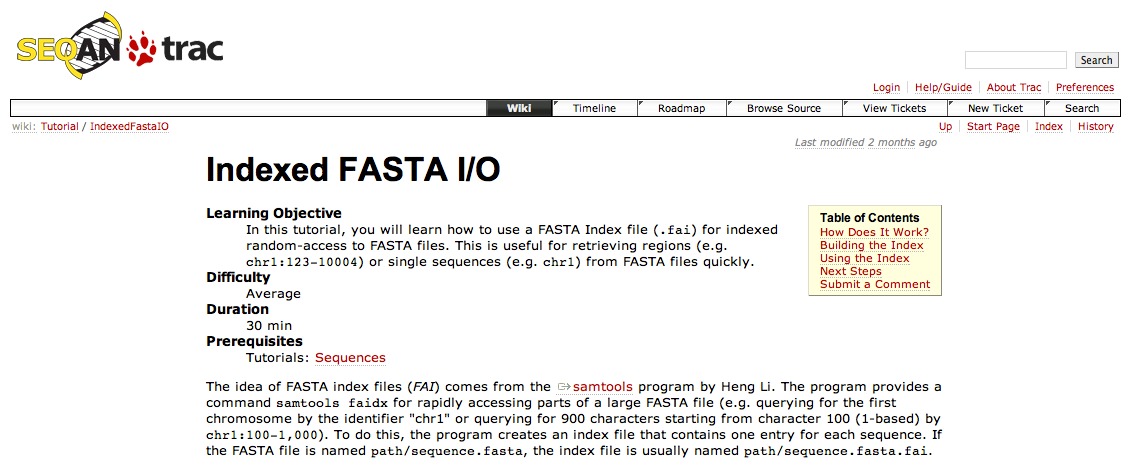 SEQAN trac
Search
Login Help/Guide About Trac Preferences
Wiki Timeline Roadmap Browse Source View Tickets New Ticket Search
wiki: Tutorial / IndexedFastaIO
Up Start Page Index History
Last modified 2 months ago
Indexed FASTA I/O
Learning Objective
In this tutorial, you will learn how to use a FASTA Index file (.fai) for indexed
random-access to FASTA files. This is useful for retrieving regions (e.g.
chr1:123-10004) or single sequences (e.g. chr1) from FASTA files quickly.
Difficulty
Average
Duration
30 min
Prerequisites
Tutorials: Sequences
Table of Contents
How Does It Work?
Building the Index
Using the Index
Next Steps
Submit a Comment
The idea of FASTA index files (FAI) comes from the samtools program by Heng Li. The program provides a
command samtools faidx for rapidly accessing parts of a large FASTA file (e.g. querying for the first
chromosome by the identifier "chr1" or querying for 900 characters starting from character 100 (1-based) by
chr1:100-1,000). To do this, the program creates an index file that contains one entry for each sequence. If
the FASTA file is named path/sequence.fasta, the index file is usually named path/sequence.fasta.fai.